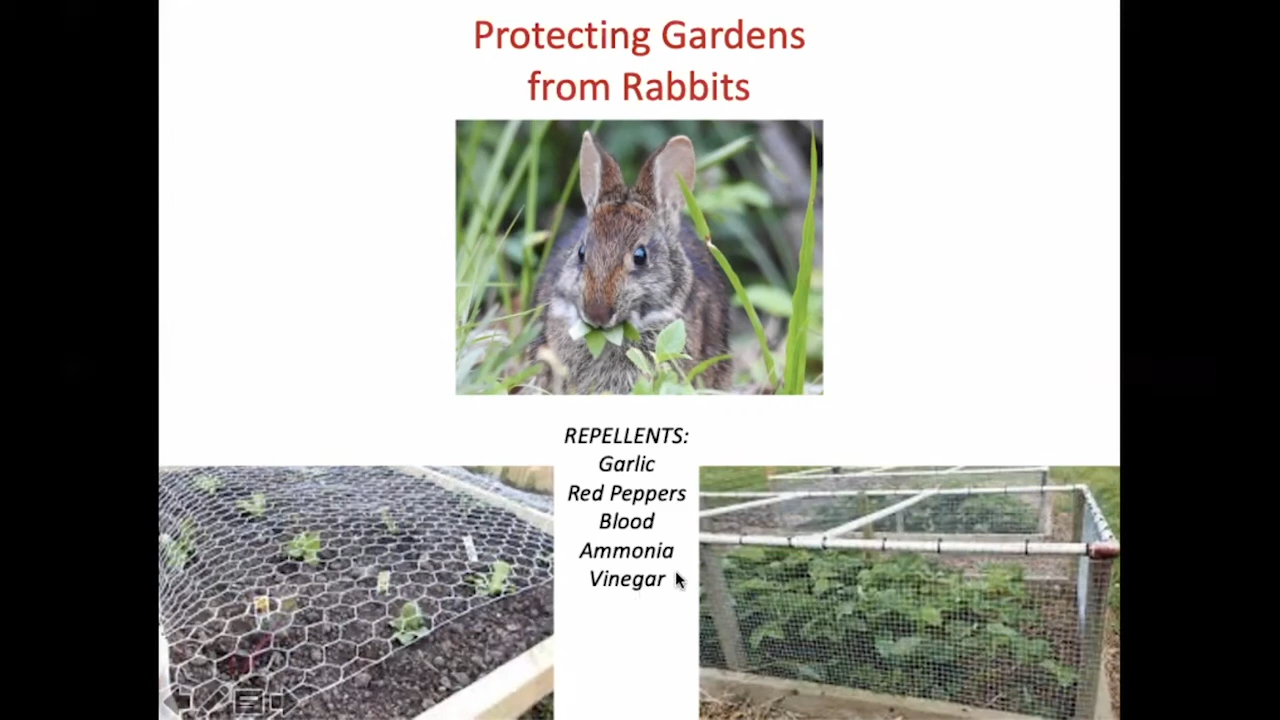 Protecting Gardens
from Rabbits
REPELLENTS:
Garlic
Red Peppers
Blood
Ammonia
Vinegar